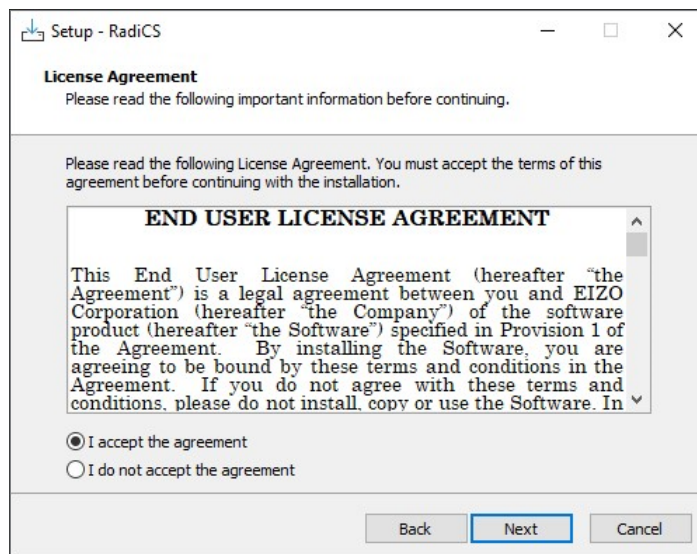 Setup - RadiCS
License Agreement
Please read the following important information before continuing.
Please read the following License Agreement. You must accept the terms of this
agreement before continuing with the installation.
END USER LICENSE AGREEMENT
This End User License Agreement (hereafter “the
Agreement”) is a legal agreement between you and EIZO
Corporation (hereafter “the Company”) of the software
product (hereafter “the Software”) specified in Provision 1 of
the Agreement. By installing the Software, you are
agreeing to be bound by these terms and conditions in the
Agreement. If you do not agree with these terms and
conditions, please do not install, copy or use the Software. In
I accept the agreement
I do not accept the agreement
Back Next Cancel